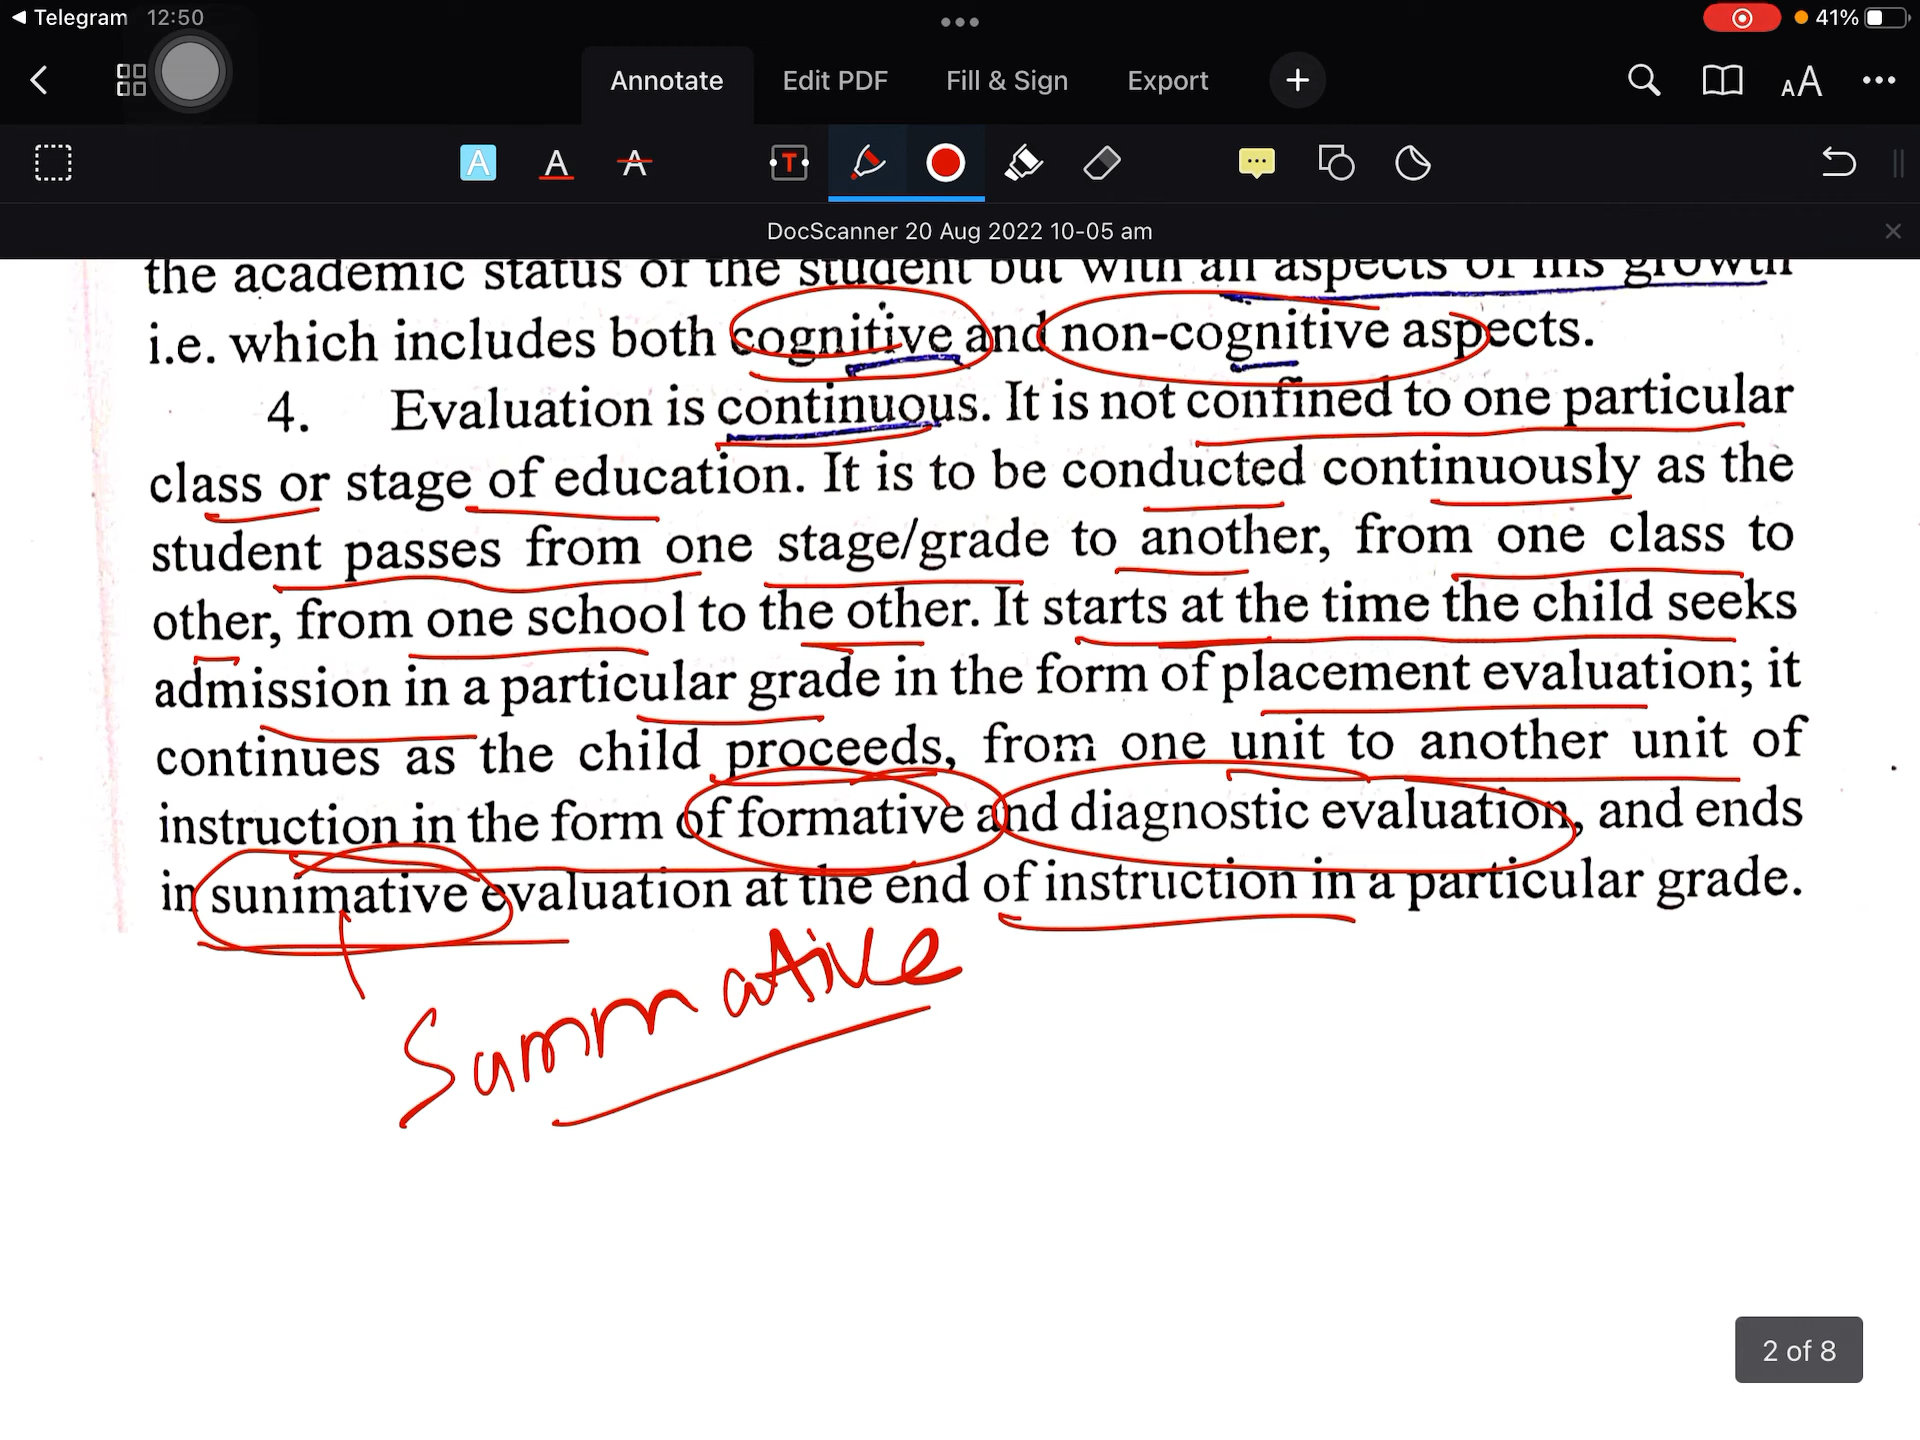 Telegram 12:50
41%
Annotate Edit PDF Fill & Sign Export
AA
A A A T
DocScanner 20 Aug 2022 10-05 am
the academic status of the student but with all aspects of his growth
i.e. which includes both cognitive and non-cognitive aspects.
4. Evaluation is continuous. It is not confined to one particular
class or stage of education. It is to be conducted continuously as the
student passes from one stage/grade to another, from one class to
other, from one school to the other. It starts at the time the child seeks
admission in a particular grade in the form of placement evaluation; it
continues as the child proceeds, from one unit to another unit of
instruction in the form of formative and diagnostic evaluation, and ends
in sunimative evaluation at the end of instruction in a particular grade.
Summative
2 of 8